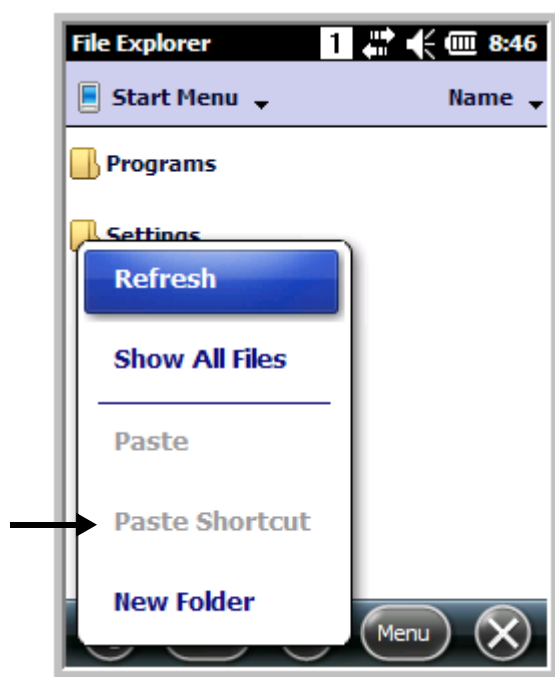 File Explorer 1 8:46
Start Menu Name
Programs
Settings
Refresh
Show All Files
Paste
Paste Shortcut
New Folder
Menu